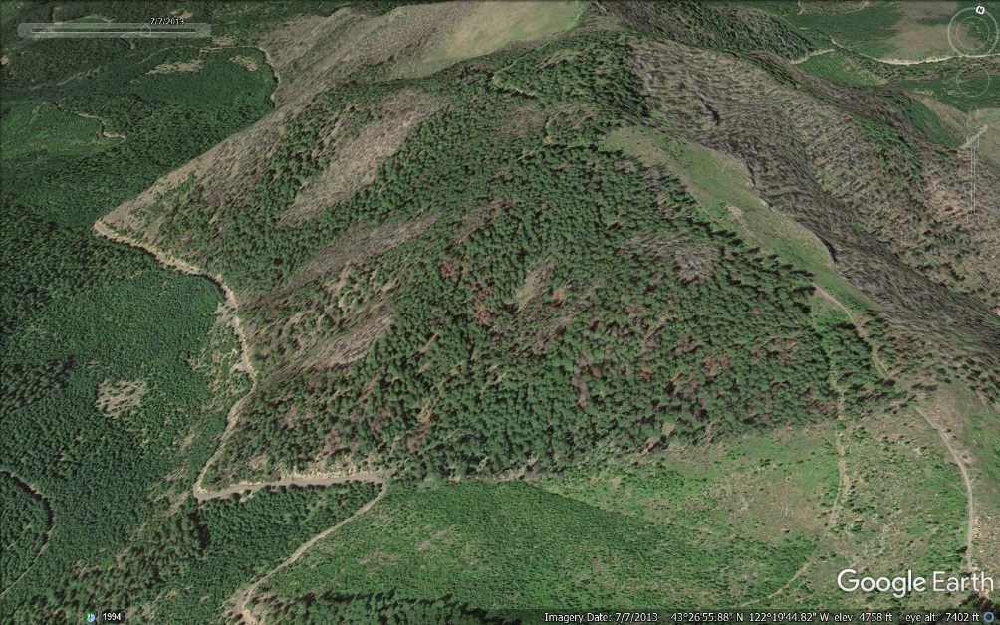 7/7/2013
N
Google Earth
1994
Imagery Date: 7/7/2013 43°26'55.88" N 122°19'44.82" W elev 4758 ft eye alt 7402 ft